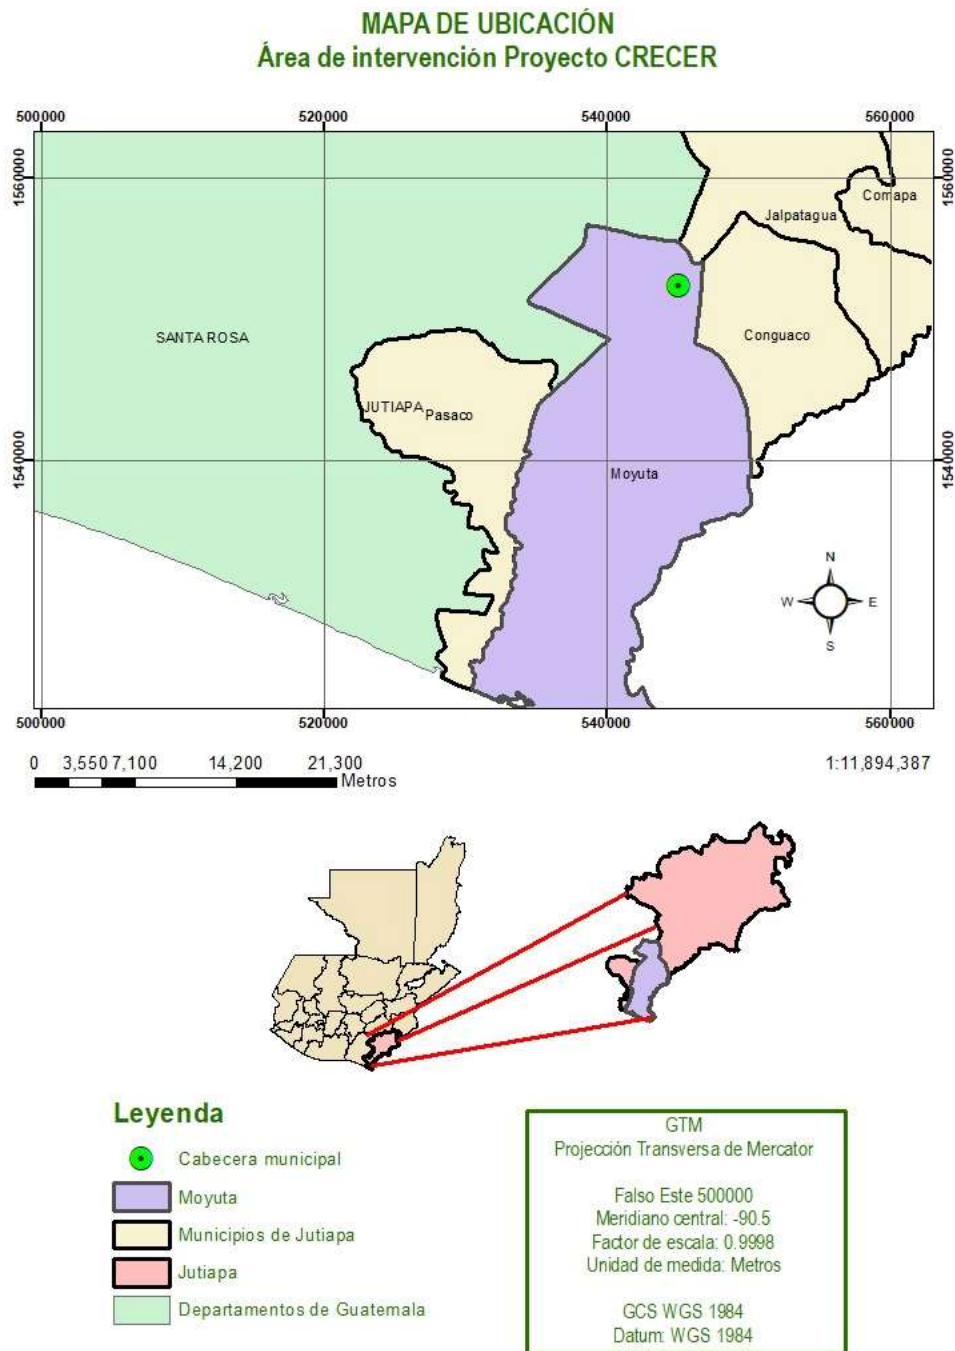 MAPA DE UBICACIÓN
Área de intervención Proyecto CRECER
500000 520000 540000 560000
1560000 1560000
Comapa
Jalpatagua
SANTA ROSA
Conguaco
JUTIAPA Pasaco
1540000 1540000
Moyuta
N
W E
S
500000 520000 540000 560000
0 3,550 7,100 14,200 21,300
Metros
1:11,894,387
Leyenda
Cabecera municipal
Moyuta
Municipios de Jutiapa
Jutiapa
Departamentos de Guatemala
GTM
Projección Transversa de Mercator
Falso Este 500000
Meridiano central: -90.5
Factor de escala: 0.9998
Unidad de medida: Metros
GCS WGS 1984
Datum: WGS 1984